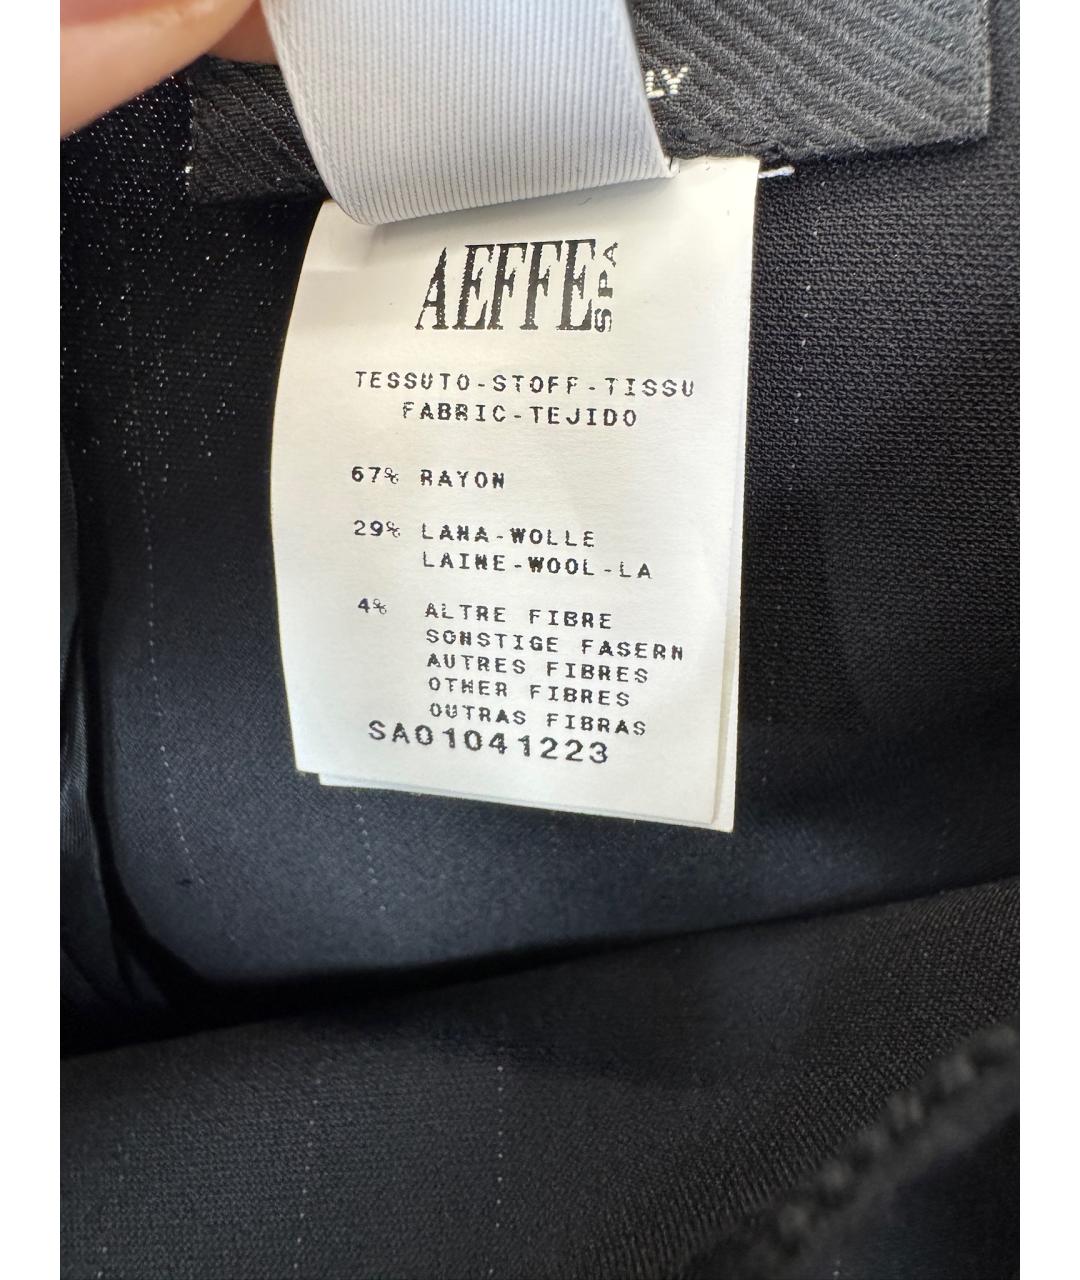 LY
AEFFE SPA
TESSUTO-STOFF-TISSU
FABRIC-TEJIDO
67% RAYON
29% LANA-WOLLE
LAINE-WOOL-LA
4% ALTRE FIBRE
SONSTIGE FASERN
AUTRES FIBRES
OTHER FIBRES
OUTRAS FIBRAS
SA01041223